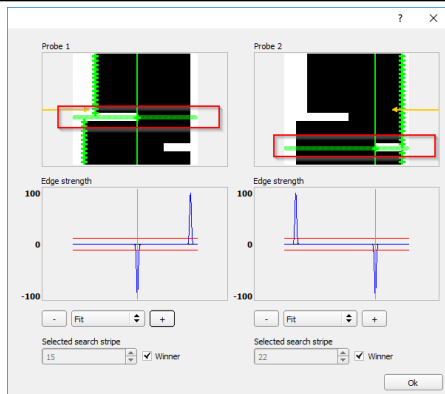 ? ×
Probe 1 Probe 2
Edge strength Edge strength
100 100
0 0
-100 -100
- Fit + - Fit +
Selected search stripe Selected search stripe
15 Winner 22 Winner
Ok